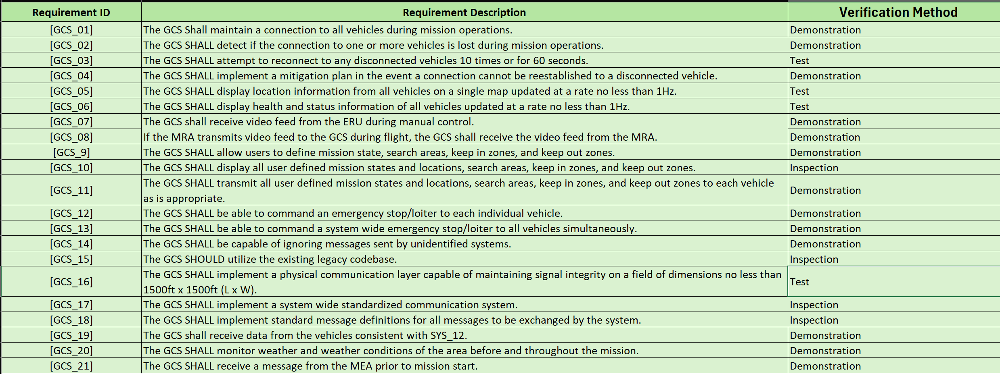 Requirement ID Requirement Description Verification Method
[GCS_01] The GCS Shall maintain a connection to all vehicles during mission operations. Demonstration
[GCS_02] The GCS SHALL detect if the connection to one or more vehicles is lost during mission operations. Demonstration
[GCS_03] The GCS SHALL attempt to reconnect to any disconnected vehicles 10 times or for 60 seconds. Test
[GCS_04] The GCS SHALL implement a mitigation plan in the event a connection cannot be reestablished to a disconnected vehicle. Demonstration
[GCS_05] The GCS SHALL display location information from all vehicles on a single map updated at a rate no less than 1Hz. Test
[GCS_06] The GCS SHALL display health and status information of all vehicles updated at a rate no less than 1Hz. Test
[GCS_07] The GCS shall receive video feed from the ERU during manual control. Demonstration
[GCS_08] If the MRA transmits video feed to the GCS during flight, the GCS shall receive the video feed from the MRA. Demonstration
[GCS_9] The GCS SHALL allow users to define mission state, search areas, keep in zones, and keep out zones. Demonstration
[GCS_10] The GCS SHALL display all user defined mission states and locations, search areas, keep in zones, and keep out zones. Inspection
[GCS_11] The GCS SHALL transmit all user defined mission states and locations, search areas, keep in zones, and keep out zones to each vehicle
as is appropriate. Demonstration
[GCS_12] The GCS SHALL be able to command an emergency stop/loiter to each individual vehicle. Demonstration
[GCS_13] The GCS SHALL be able to command a system wide emergency stop/loiter to all vehicles simultaneously. Demonstration
[GCS_14] The GCS SHALL be capable of ignoring messages sent by unidentified systems. Demonstration
[GCS_15] The GCS SHOULD utilize the existing legacy codebase. Inspection
[GCS_16] The GCS SHALL implement a physical communication layer capable of maintaining signal integrity on a field of dimensions no less than
1500ft x 1500ft (L x W). Test
[GCS_17] The GCS SHALL implement a system wide standardized communication system. Inspection
[GCS_18] The GCS SHALL implement standard message definitions for all messages to be exchanged by the system. Inspection
[GCS_19] The GCS shall receive data from the vehicles consistent with SYS_12. Demonstration
[GCS_20] The GCS SHALL monitor weather and weather conditions of the area before and throughout the mission. Demonstration
[GCS_21] The GCS SHALL receive a message from the MEA prior to mission start. Demonstration